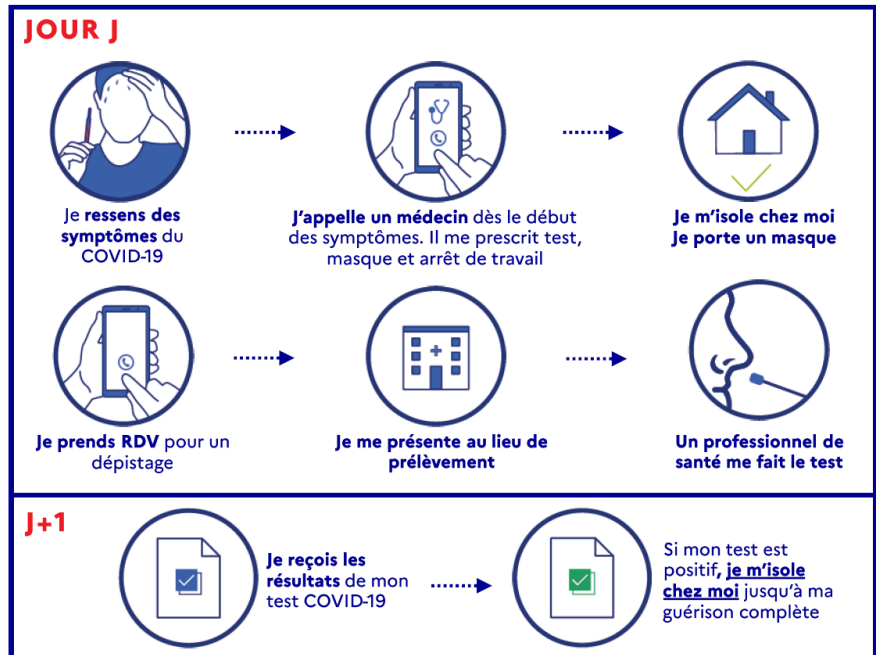 JOUR J
Je ressens des
symptômes du
COVID-19
J'appelle un médecin dès le début
des symptômes. Il me prescrit test,
masque et arrêt de travail
Je m'isole chez moi
Je porte un masque
Je prends RDV pour un
dépistage
Je me présente au lieu de
prélèvement
Un professionnel de
santé me fait le test
J+1
Je reçois les
résultats de mon
test COVID-19
Si mon test est
positif, je m'isole
chez moi jusqu'à ma
guérison complète